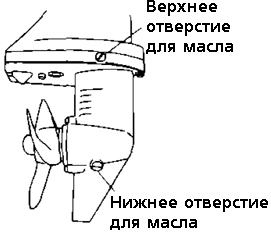 Верхнее
отверстие
для масла
Нижнее отверстие
для масла